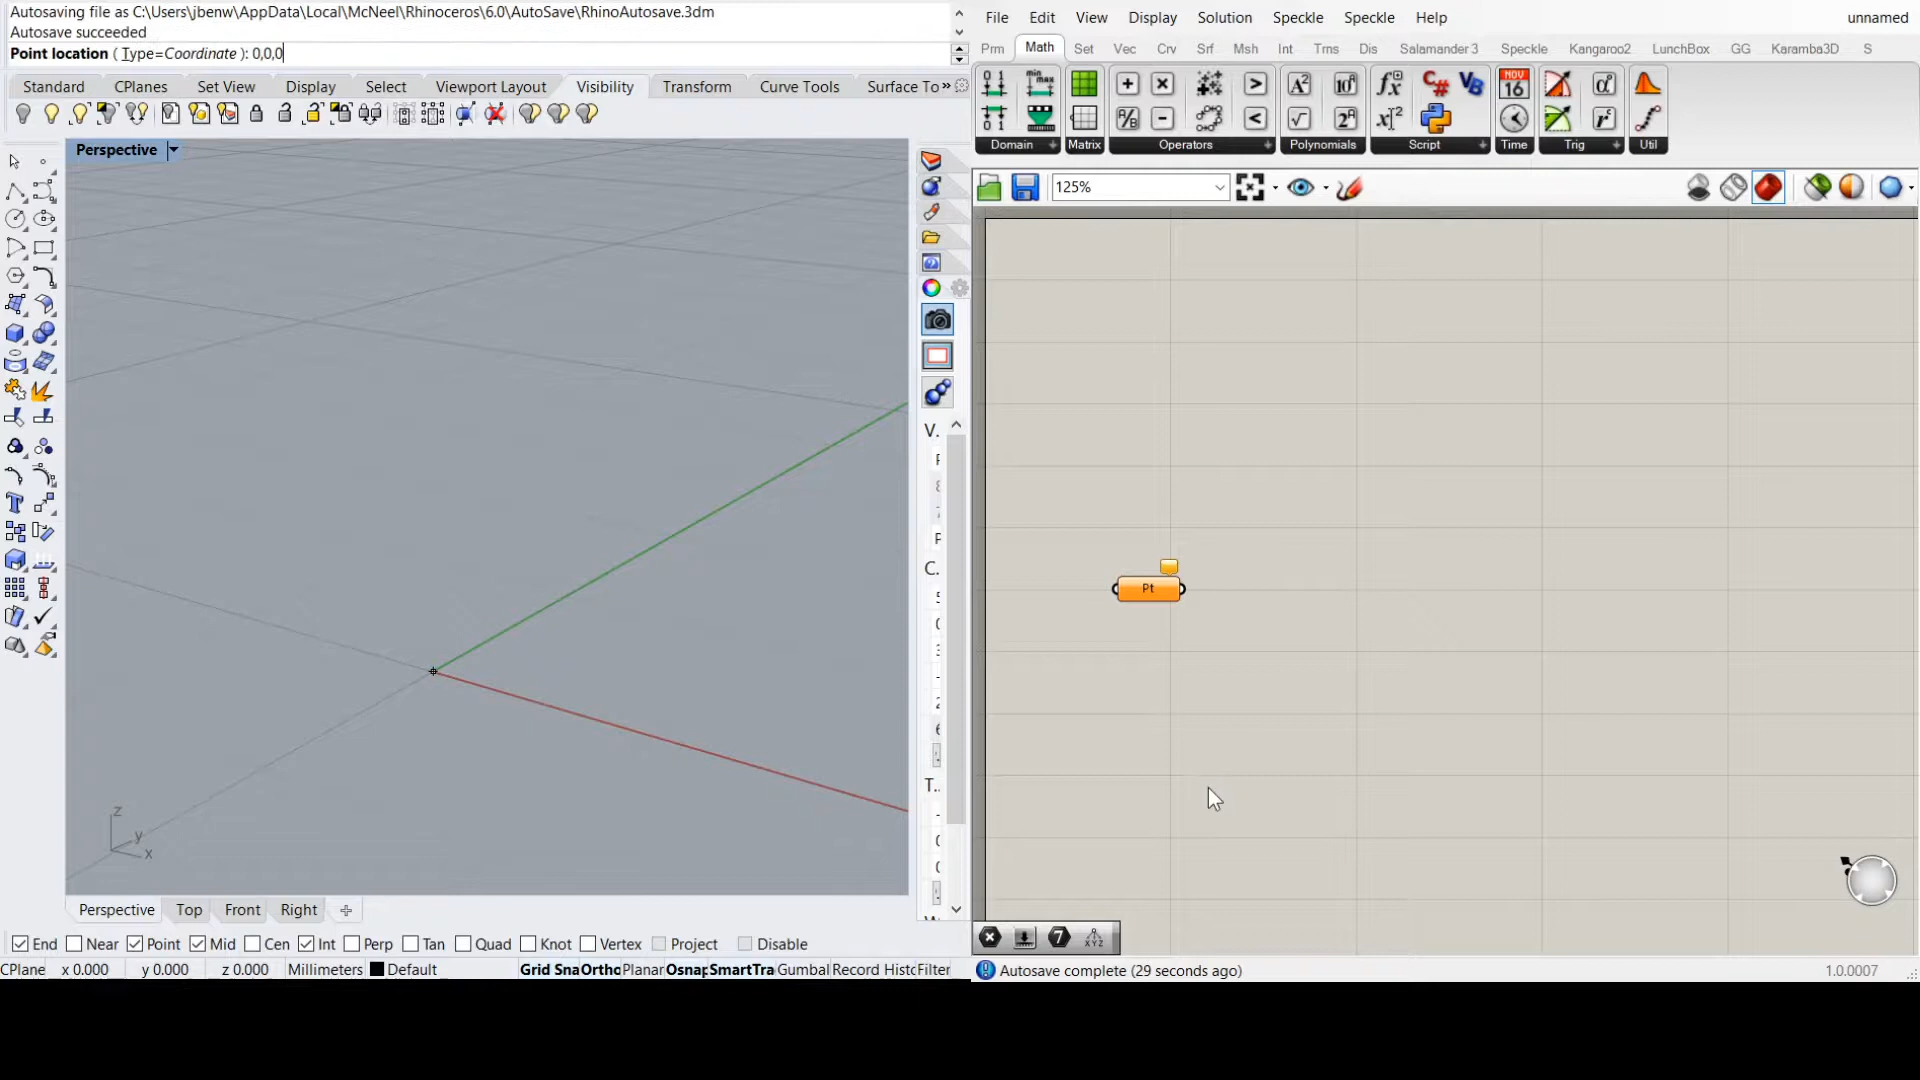 Autosaving file as C:\Users\jbenw\AppData\Local\McNeel\Rhinoceros\6.0\AutoSave\RhinoAutosave.3dm
Autosave succeeded
Point location ( Type=Coordinate ): 0,0,0
Standard CPlanes Set View Display Select Viewport Layout Visibility Transform Curve Tools Surface To »
Perspective
z
y
x
V.
C.
T..
Perspective Top Front Right
End Near Point Mid Cen Int Perp Tan Quad Knot Vertex Project Disable
CPlane x 0.000 y 0.000 z 0.000 Millimeters Default Grid Sna Ortho Planar Osnap SmartTra Gumbal Record Histo Filter
File Edit View Display Solution Speckle Speckle Help unnamed
Prm Math Set Vec Crv Srf Msh Int Trns Dis Salamander 3 Speckle Kangaroo2 LunchBox GG Karamba3D S
Domain Matrix Operators Polynomials Script Time Trig Util
125%
Pt
Autosave complete (29 seconds ago) 1.0.0007